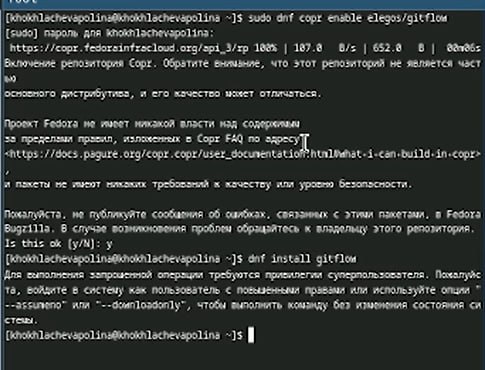 [khokhlachevapolina@khokhlachevapolina ~]$ sudo dnf copr enable elegos/gitflow
[sudo] пароль для khokhlachevapolina:
https://copr.fedorainfracloud.org/api_3/rp 100% | 107.0   B/s | 652.0   B |  00m06s
Включение репозитория Copr. Обратите внимание, что этот репозиторий не является част
ью
основного дистрибутива, и его качество может отличаться.
Проект Fedora не имеет никакой власти над содержимым
за пределами правил, изложенных в Copr FAQ по адресу
<https://docs.pagure.org/copr.copr/user_documentation.html#what-i-can-build-in-copr>
,
и пакеты не имеют никаких требований к качеству или уровню безопасности.
Пожалуйста, не публикуйте сообщения об ошибках, связанных с этими пакетами, в Fedora
Bugzilla. В случае возникновения проблем обращайтесь к владельцу этого репозитория.
Is this ok [y/N]: y
[khokhlachevapolina@khokhlachevapolina ~]$ dnf install gitflow
Для выполнения запрошенной операции требуются привилегии суперпользователя. Пожалуйс
та, войдите в систему как пользователь с повышенными правами или используйте опции "
--assumeno" или "--downloadonly", чтобы выполнить команду без изменения состояния си
стемы.
[khokhlachevapolina@khokhlachevapolina ~]$